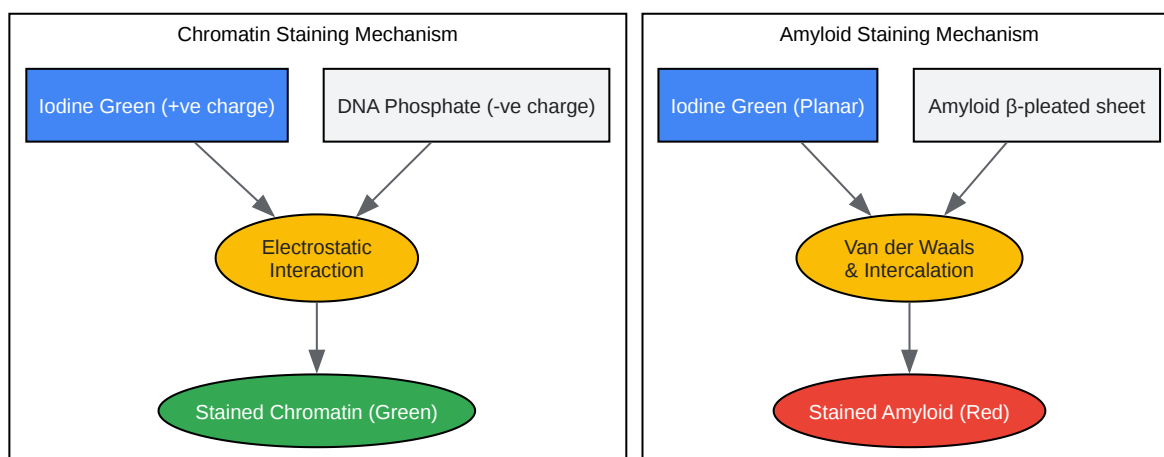 Chromatin Staining Mechanism
Iodine Green (+ve charge)
DNA Phosphate (-ve charge)
Electrostatic
Interaction
Stained Chromatin (Green)
Amyloid Staining Mechanism
Iodine Green (Planar)
Amyloid β-pleated sheet
Van der Waals
& Intercalation
Stained Amyloid (Red)